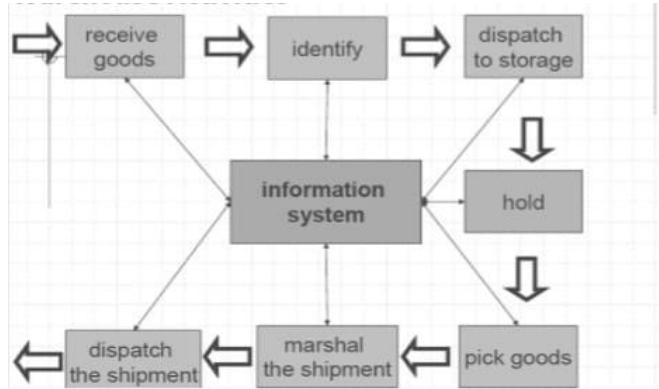 receive
goods
identify
dispatch
to storage
information
system
hold
pick goods
marshal
the shipment
dispatch
the shipment